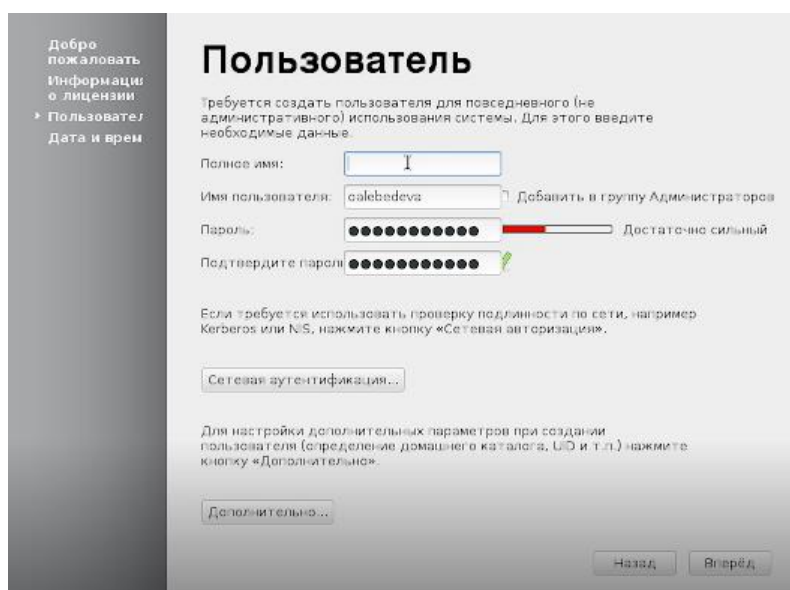 Добро
пожаловать
Информаци
о лицензии
Пользовател
Дата и врем
Пользователь
Требуется создать пользователя для повседневного (не
административного) использования системы. Для этого введите
необходимые данные.
Полное имя:
Имя пользователя: oalebedeva Добавить в группу Администраторов
Пароль: ●●●●●●●●●●● Достаточно сильный
Подтвердите парол ●●●●●●●●●●●
Если требуется использовать проверку подлинности по сети, например
Kerberos или NIS, нажмите кнопку «Сетевая авторизация».
Сетевая аутентификация...
Для настройки дополнительных параметров при создании
пользователя (определение домашнего каталога, UID и т.п.) нажмите
кнопку «Дополнительно».
Дополнительно...
Назад Вперёд